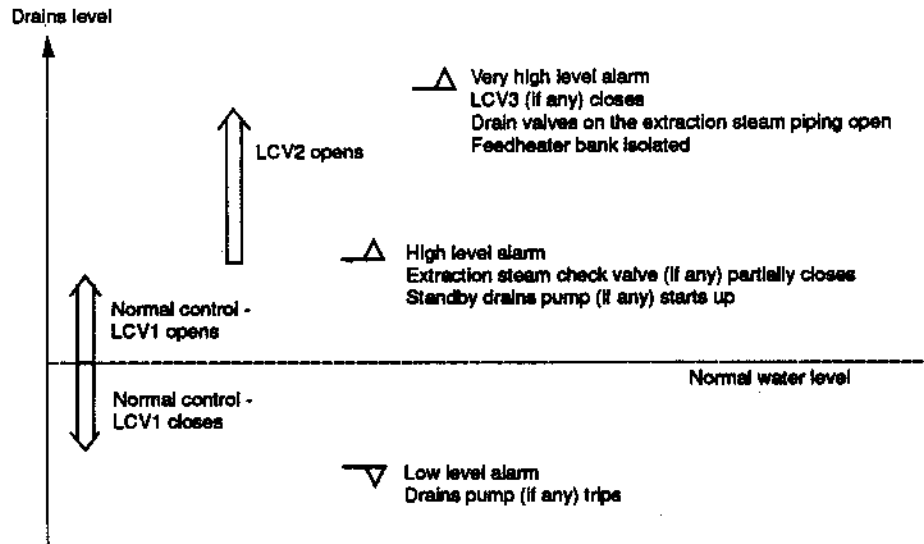 Drains level
Very high level alarm
LCV3 (if any) closes
Drain valves on the extraction steam piping open
Feedheater bank isolated
LCV2 opens
High level alarm
Extraction steam check valve (if any) partially closes
Standby drains pump (if any) starts up
Normal control -
LCV1 opens
Normal water level
Normal control -
LCV1 closes
Low level alarm
Drains pump (if any) trips